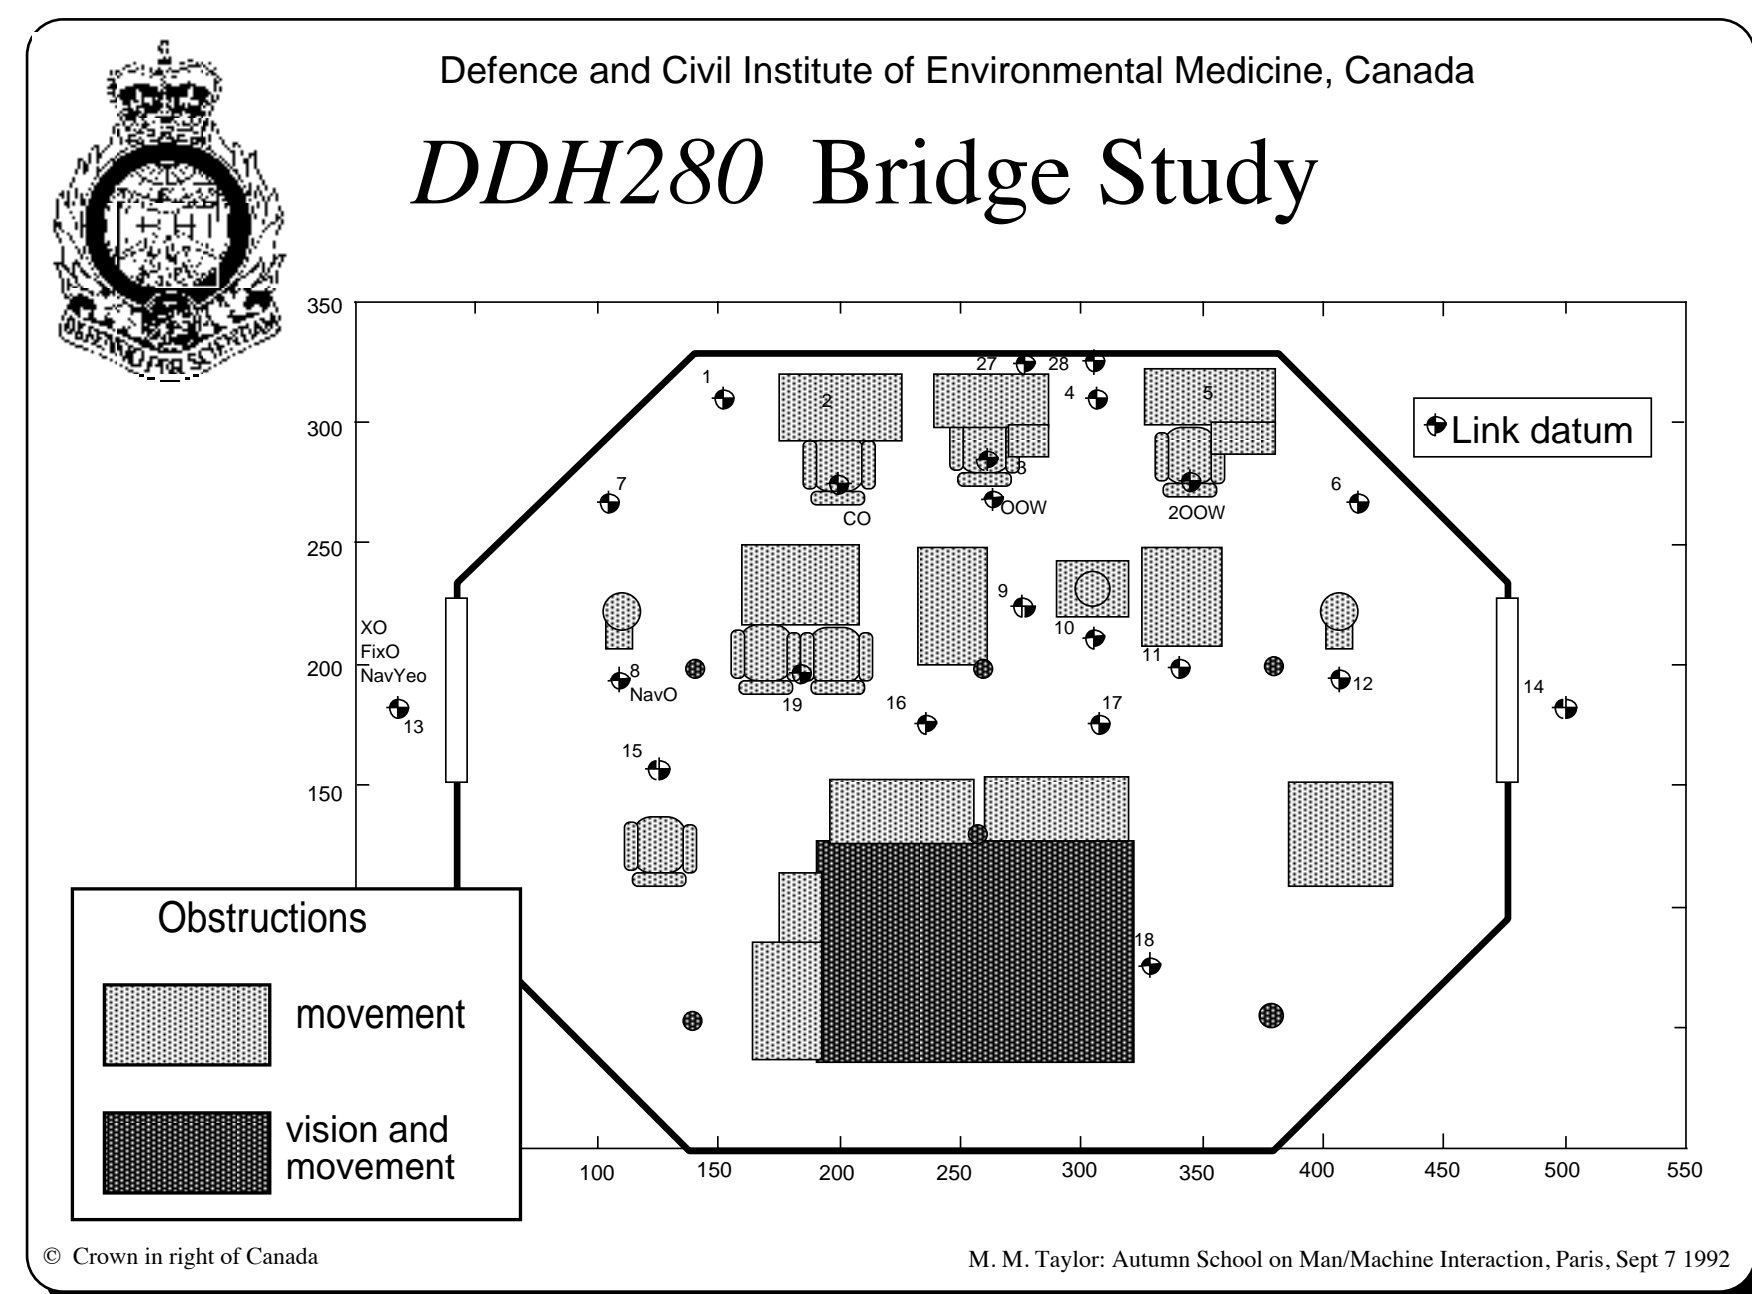 Defence and Civil Institute of Environmental Medicine, Canada
DDH280 Bridge Study
350
300
250
200
150
27
28
1
2
4
5
Link datum
7
3
6
CO
OOW
2OOW
9
XO
FixO
NavYeo
10
11
8
NavO
12
14
13
19
16
17
15
18
Obstructions
movement
vision and
movement
100 150 200 250 300 350 400 450 500 550
© Crown in right of Canada
M. M. Taylor: Autumn School on Man/Machine Interaction, Paris, Sept 7 1992